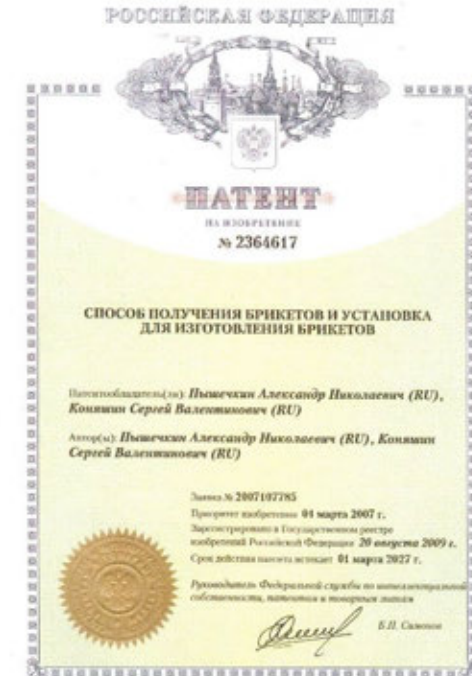 РОССИЙСКАЯ ФЕДЕРАЦИЯ
ПАТЕНТ
НА ИЗОБРЕТЕНИЕ
№ 2364617
СПОСОБ ПОЛУЧЕНИЯ БРИКЕТОВ И УСТАНОВКА
ДЛЯ ИЗГОТОВЛЕНИЯ БРИКЕТОВ
Патентообладатель(ли): Пышечкин Александр Николаевич (RU),
Коняшин Сергей Валентинович (RU)
Автор(ы): Пышечкин Александр Николаевич (RU), Коняшин
Сергей Валентинович (RU)
Заявка № 2007107785
Приоритет изобретения 01 марта 2007 г.
Зарегистрировано в Государственном реестре
изобретений Российской Федерации 20 августа 2009 г.
Срок действия патента истекает 01 марта 2027 г.
Руководитель Федеральной службы по интеллектуальной
собственности, патентам и товарным знакам
Б.П. Симонов